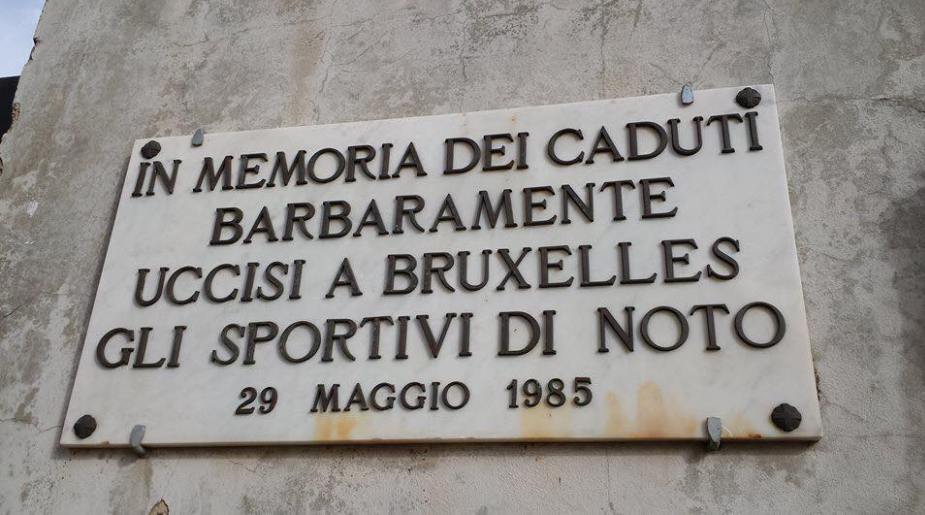 IN MEMORIA DEI CADUTI
BARBARAMENTE
UCCISI A BRUXELLES
GLI SPORTIVI DI NOTO
29 MAGGIO 1985